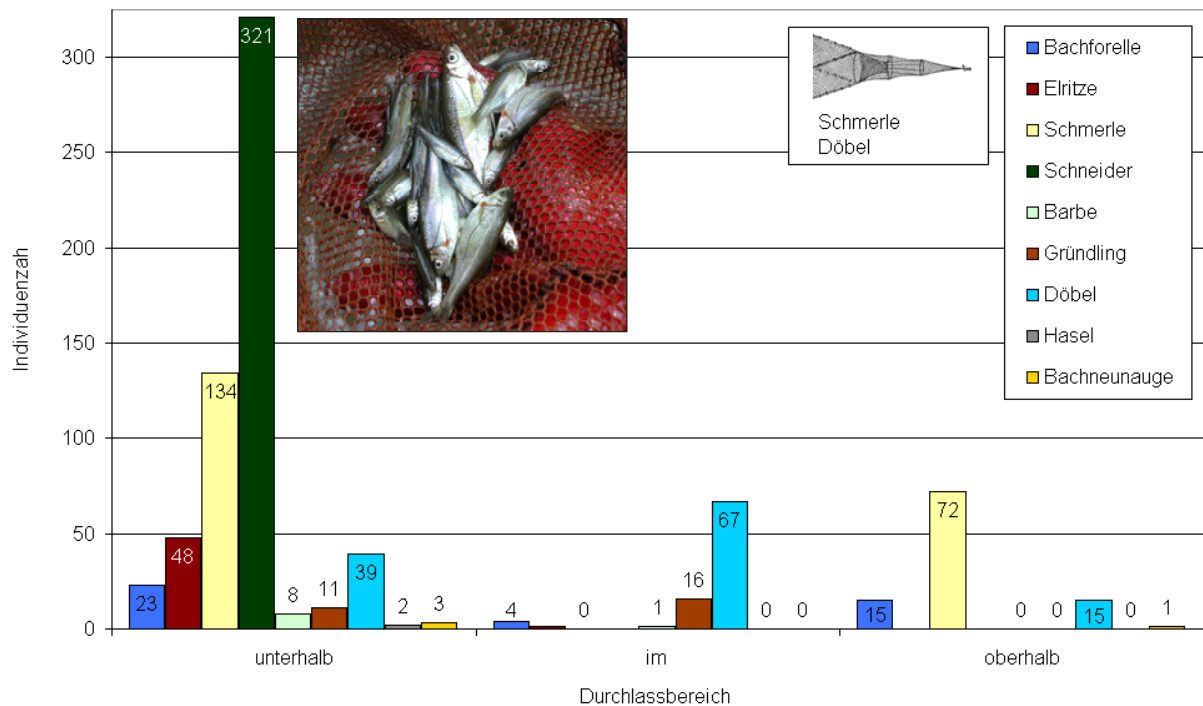 Individuenzah
300
250
200
150
100
50
0
23
48
134
321
8
11
39
2
3
4
0
1
16
67
0
0
15
72
0
0
15
0
1
unterhalb
im
oberhalb
Durchlassbereich
Schmerle
Döbel
Bachforelle
Elritze
Schmerle
Schneider
Barbe
Gründling
Döbel
Hasel
Bachneunauge